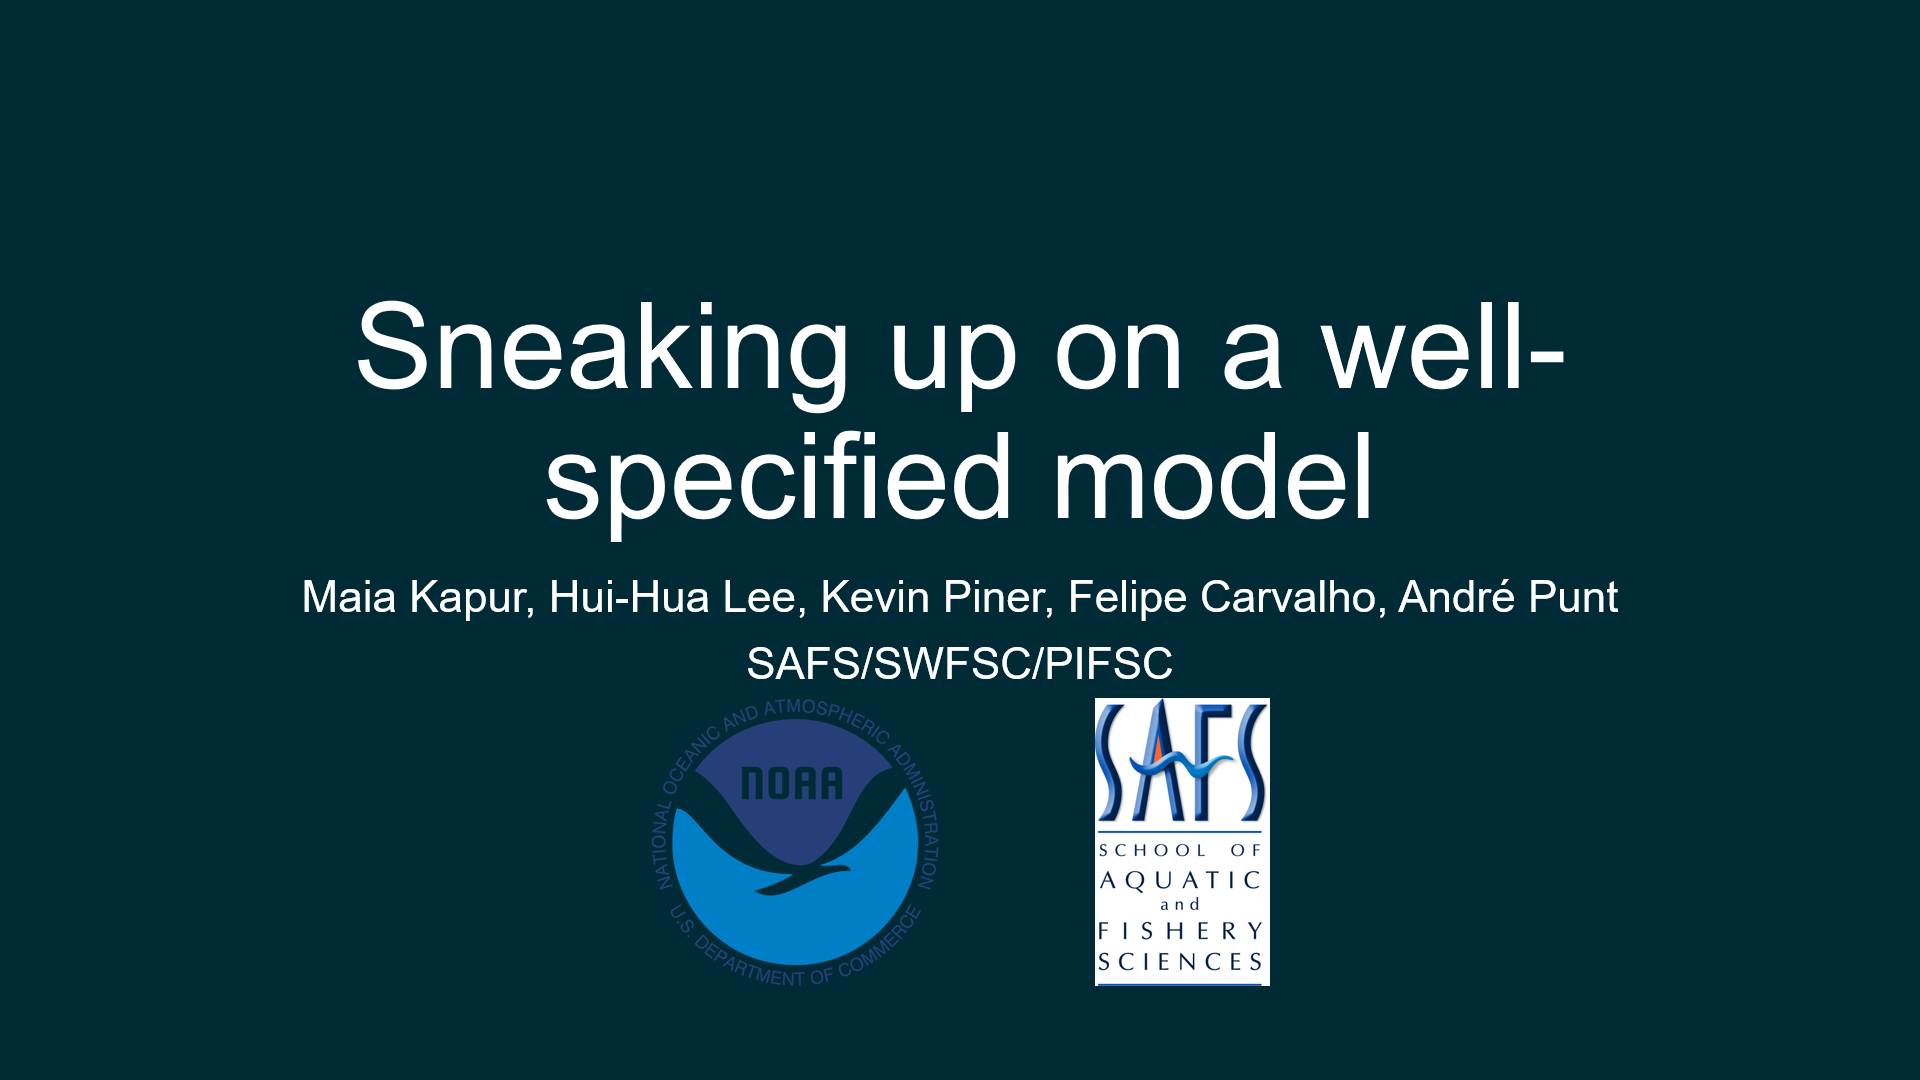 Sneaking up on a well-
specified model
Maia Kapur, Hui-Hua Lee, Kevin Piner, Felipe Carvalho, André Punt
SAFS/SWFSC/PIFSC
NATIONAL OCEANIC AND ATMOSPHERIC ADMINISTRATION
NOAA
U.S. DEPARTMENT OF COMMERCE
SAFS
SCHOOL OF
AQUATIC
and
FISHERY
SCIENCES